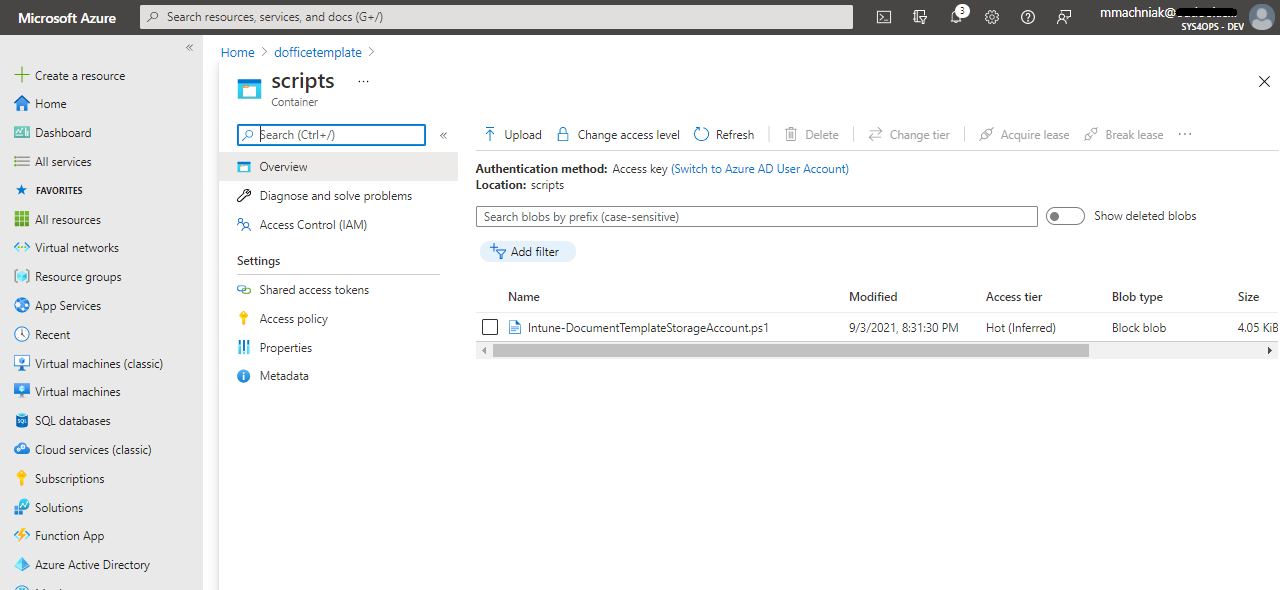 Microsoft Azure
Search resources, services, and docs (G+/)
3
mmachniak@
SYS4OPS - DEV
«
Create a resource
Home
Dashboard
All services
FAVORITES
All resources
Virtual networks
Resource groups
App Services
Recent
Virtual machines (classic)
Virtual machines
SQL databases
Cloud services (classic)
Subscriptions
Solutions
Function App
Azure Active Directory
Home > dofficetemplate >
scripts ...
Container
Search (Ctrl+/)
«
Overview
Diagnose and solve problems
Access Control (IAM)
Settings
Shared access tokens
Access policy
Properties
Metadata
Upload Change access level Refresh Delete Change tier Acquire lease Break lease ...
Authentication method: Access key (Switch to Azure AD User Account)
Location: scripts
Search blobs by prefix (case-sensitive)
Show deleted blobs
Add filter
Name Modified Access tier Blob type Size
Intune-DocumentTemplateStorageAccount.ps1 9/3/2021, 8:31:30 PM Hot (Inferred) Block blob 4.05 KiB